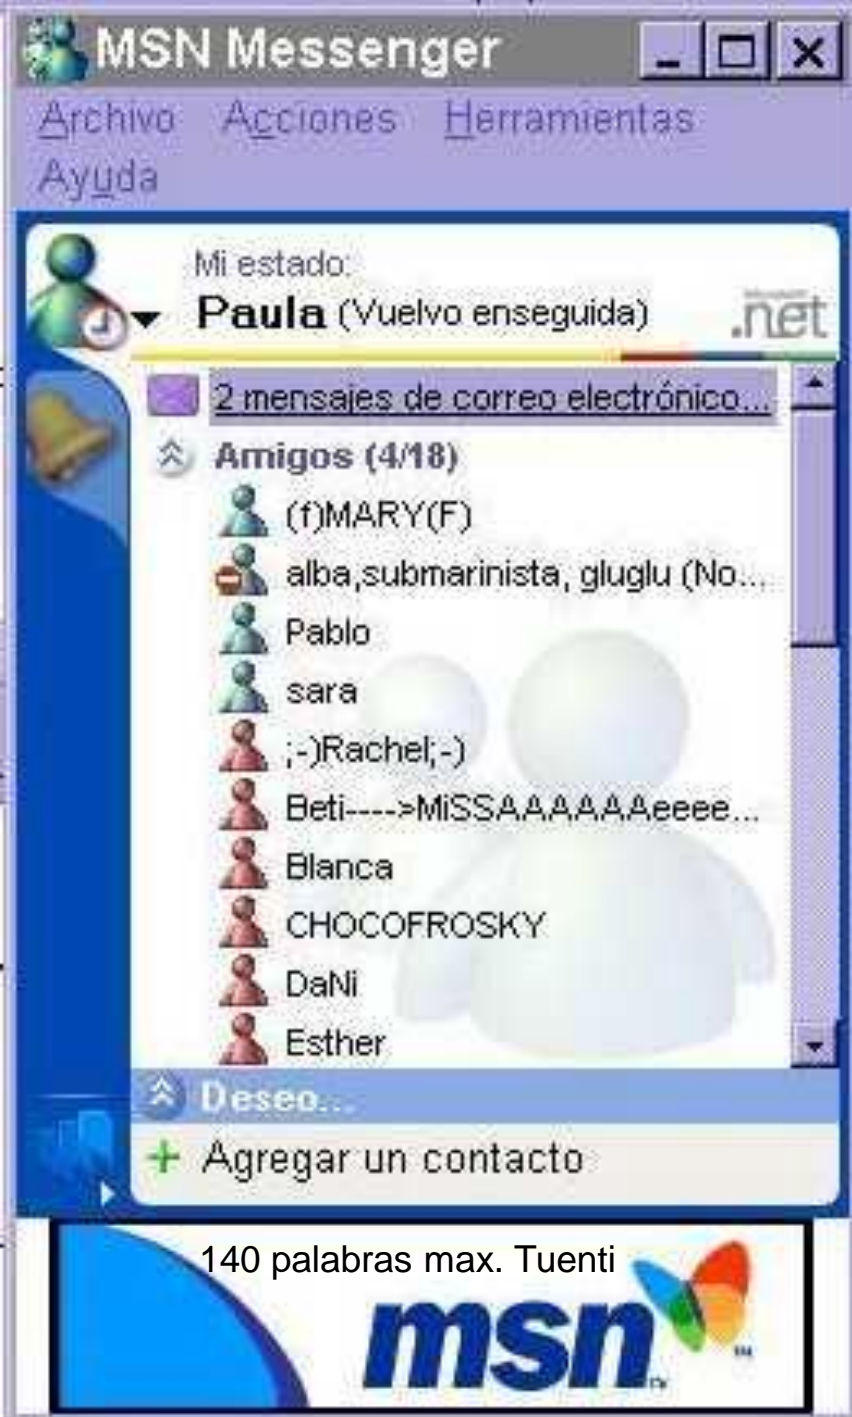 MSN Messenger
Archivo Acciones Herramientas
Ayuda
Mi estado:
Paula (Vuelvo enseguida)
.net
2 mensajes de correo electrónico...
Amigos (4/18)
(f)MARY(F)
alba,submarinista, gluglu (No...
Pablo
sara
;-)Rachel;-)
Beti---->MiSSAAAAAAeeee...
Blanca
CHOCOFROSKY
DaNi
Esther
Deseo...
Agregar un contacto
140 palabras max. Tuenti
msn